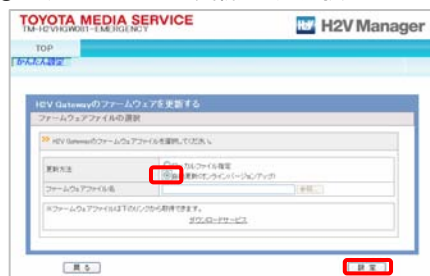 TOYOTA MEDIA SERVICE
TM-H2VHGW001-EMERGENCY
H2V Manager
TOP
かんたん設定
H2V Gatewayのファームウェアを更新する
ファームウェアファイルの選択
H2V Gatewayのファームウェアファイルを選択してください。
更新方法
ローカルファイル指定
自動更新(オンラインバージョンアップ)
ファームウェアファイル名
参照...
※ファームウェアファイルは下のリンクから取得できます。
ダウンロードサービス
戻る
設定